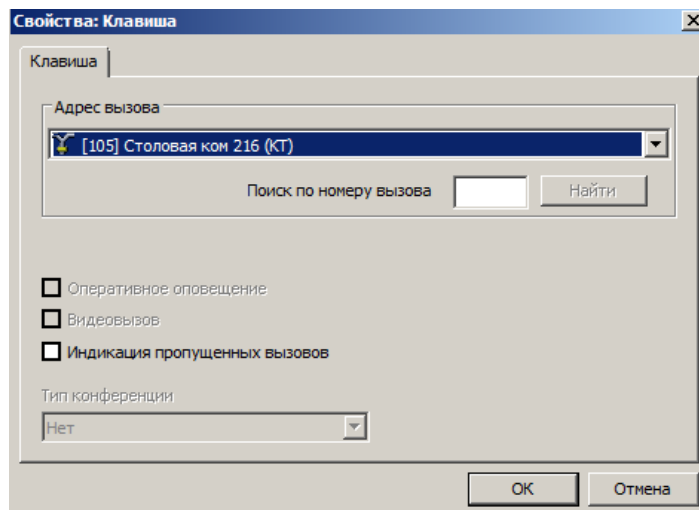 Свойства: Клавиша
Клавиша
Адрес вызова
[105] Столовая ком 216 (КТ)
Поиск по номеру вызова
Найти
Оперативное оповещение
Видеовызов
Индикация пропущенных вызовов
Тип конференции
Нет
ОК
Отмена